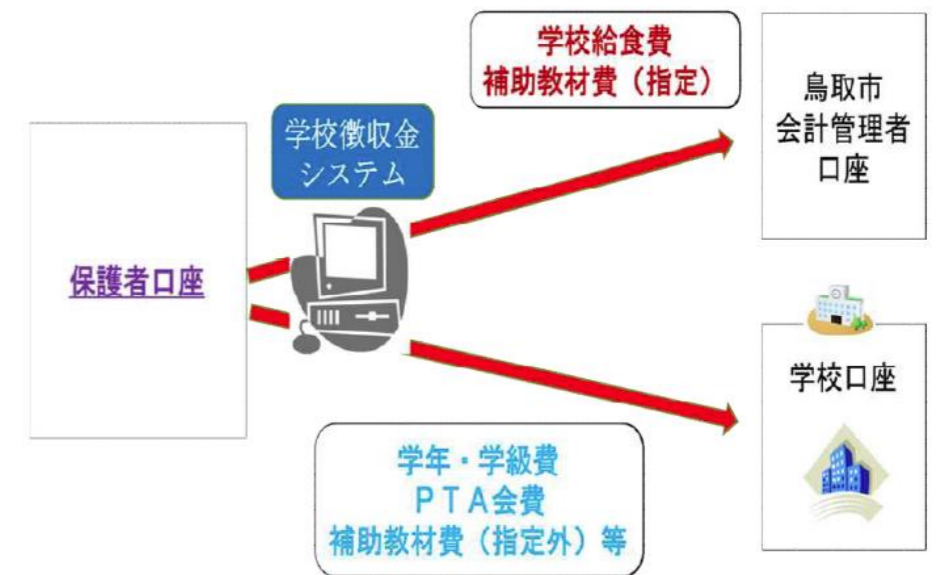 学校給食費
補助教材費（指定）
鳥取市
会計管理者
口座
学校徴収金
システム
保護者口座
学校口座
学年・学級費
ＰＴＡ会費
補助教材費（指定外）等